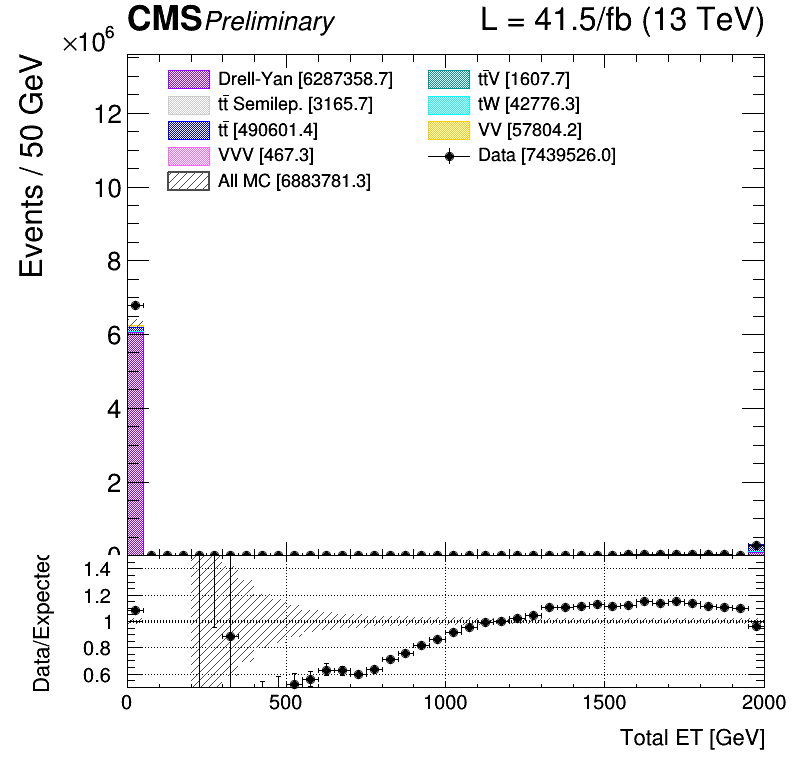 CMS Preliminary L = 41.5/fb (13 TeV)
×10⁶
Events / 50 GeV
12
10
8
6
4
2
0
Drell-Yan [6287358.7]
tt̄ Semilep. [3165.7]
tt̄ [490601.4]
VVV [467.3]
All MC [6883781.3]
tt̄V [1607.7]
tW [42776.3]
VV [57804.2]
Data [7439526.0]
Data/Expected
1.4
1.2
1
0.8
0.6
0 500 1000 1500 2000
Total ET [GeV]